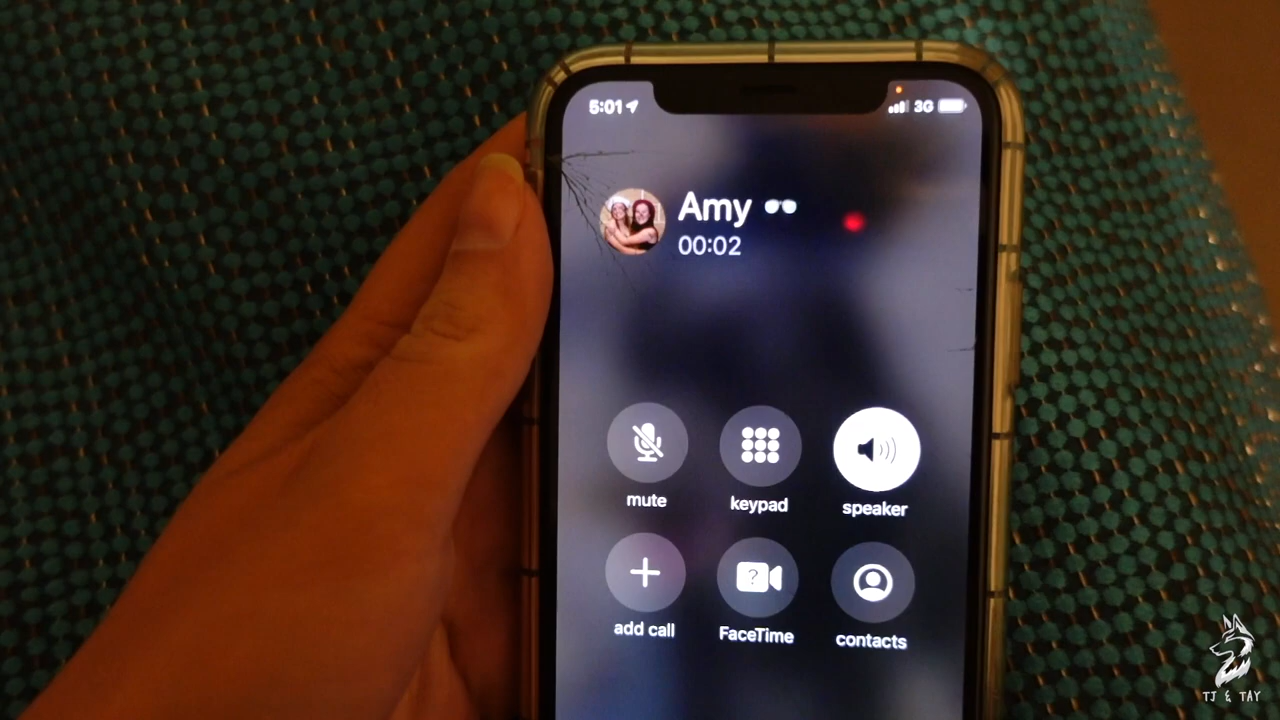 5:01 3G
Amy 🕶
00:02
mute keypad speaker
?
add call FaceTime contacts
TJ & TAY